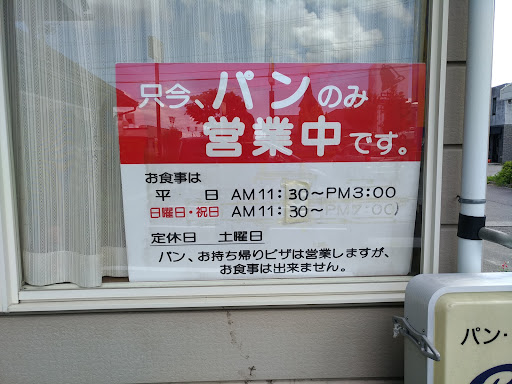 只今、パンのみ
営業中です。
お食事は
平 日 AM11:30～PM3:00
日曜日・祝日 AM11:30～PM7:00)
定休日 土曜日
パン、お持ち帰りピザは営業しますが、
お食事は出来ません。
パン・